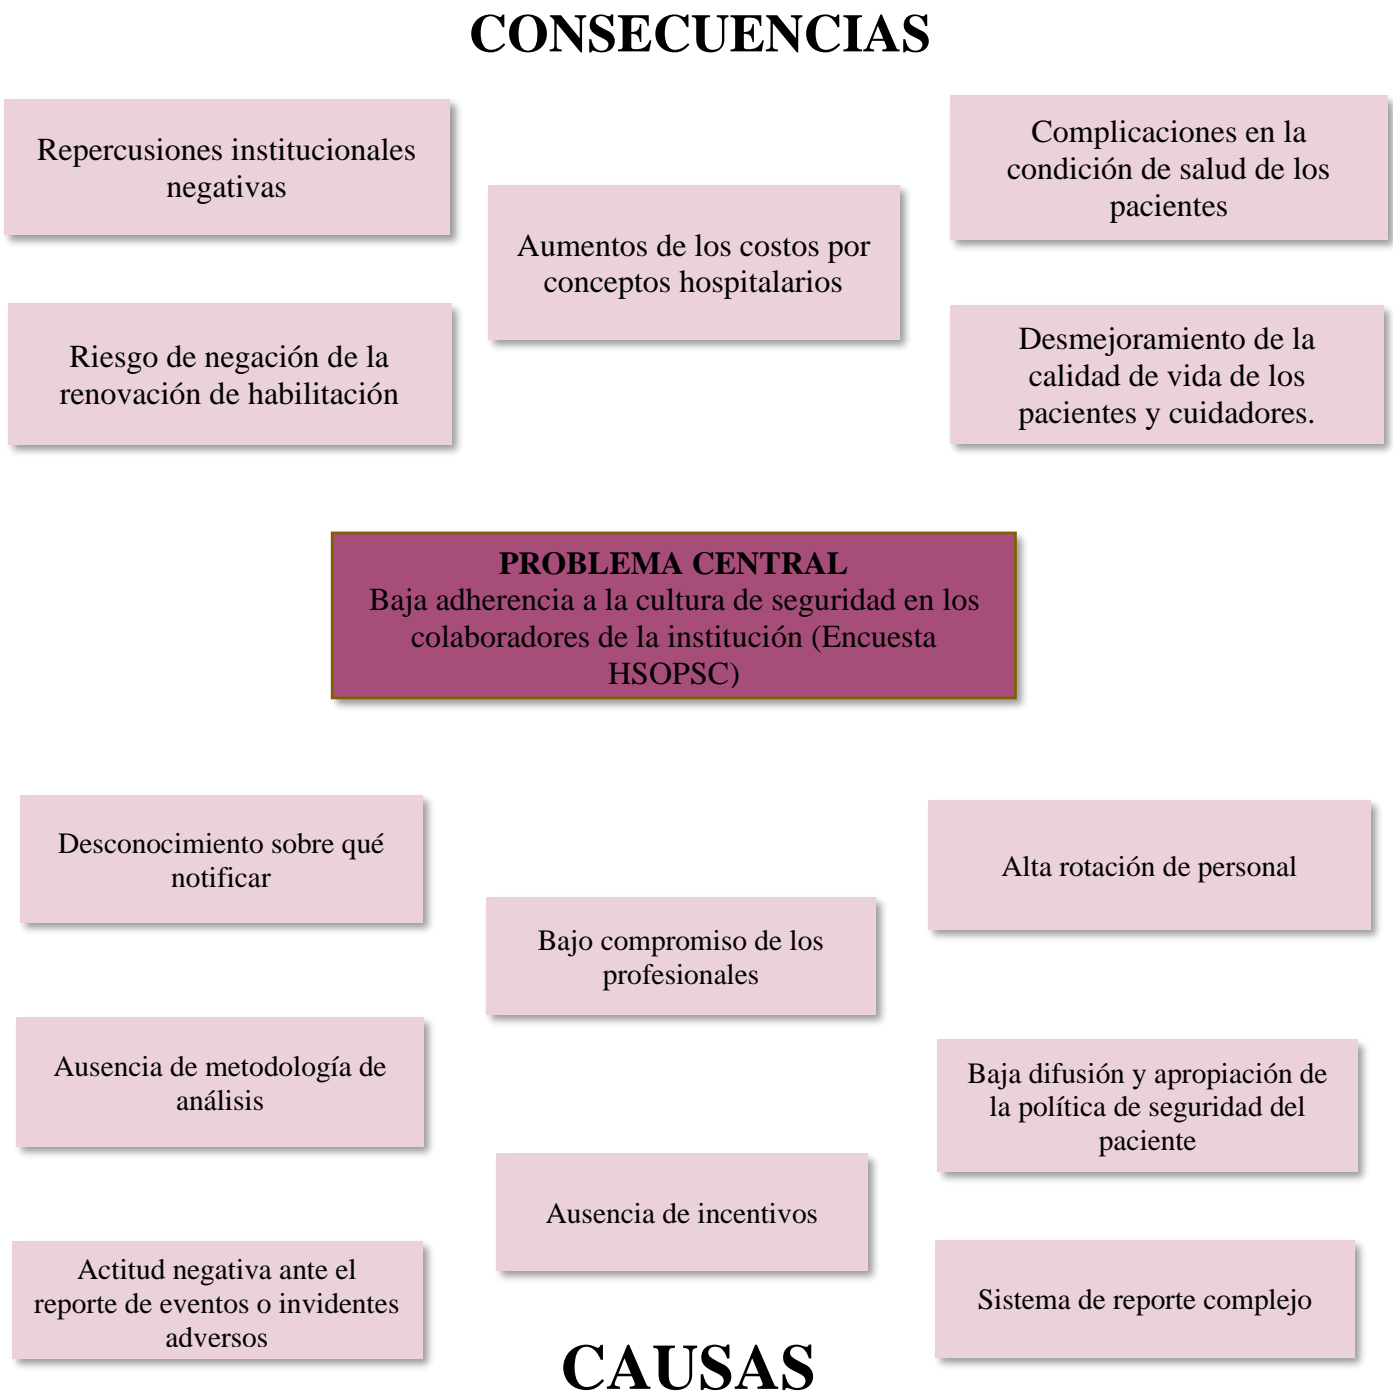 CONSECUENCIAS
Repercusiones institucionales
negativas
Aumentos de los costos por
conceptos hospitalarios
Complicaciones en la
condición de salud de los
pacientes
Riesgo de negación de la
renovación de habilitación
Desmejoramiento de la
calidad de vida de los
pacientes y cuidadores.
PROBLEMA CENTRAL
Baja adherencia a la cultura de seguridad en los
colaboradores de la institución (Encuesta
HSOPSC)
Desconocimiento sobre qué
notificar
Bajo compromiso de los
profesionales
Alta rotación de personal
Ausencia de metodología de
análisis
Baja difusión y apropiación de
la política de seguridad del
paciente
Ausencia de incentivos
Actitud negativa ante el
reporte de eventos o invidentes
adversos
Sistema de reporte complejo
CAUSAS